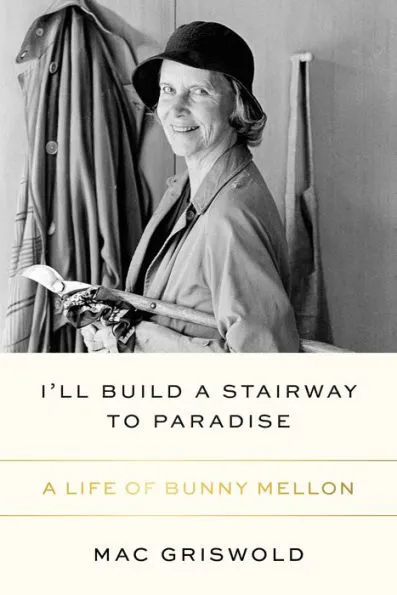 I'LL BUILD A STAIRWAY
TO PARADISE
A LIFE OF BUNNY MELLON
MAC GRISWOLD